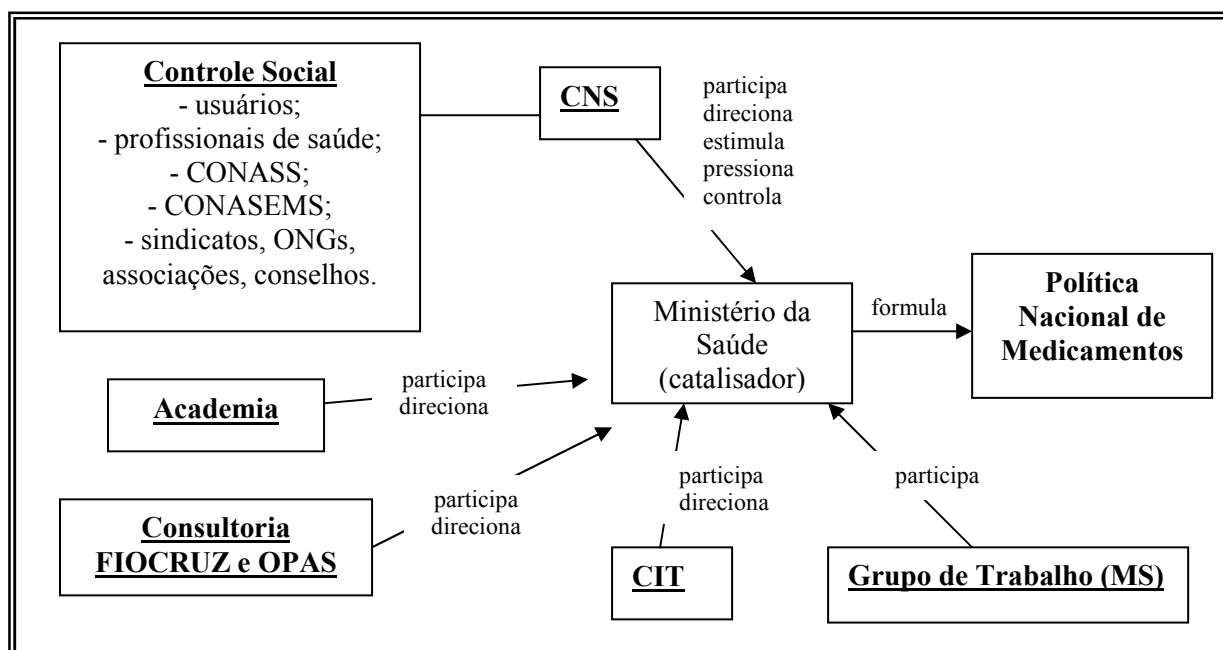 Controle Social
- usuários;
- profissionais de saúde;
- CONASS;
- CONASEMS;
- sindicatos, ONGs,
associações, conselhos.
CNS
participa
direciona
estimula
pressiona
controla
Ministério da
Saúde
(catalisador)
formula
Política
Nacional de
Medicamentos
Academia
participa
direciona
Consultoria
FIOCRUZ e OPAS
participa
direciona
CIT
participa
direciona
Grupo de Trabalho (MS)
participa